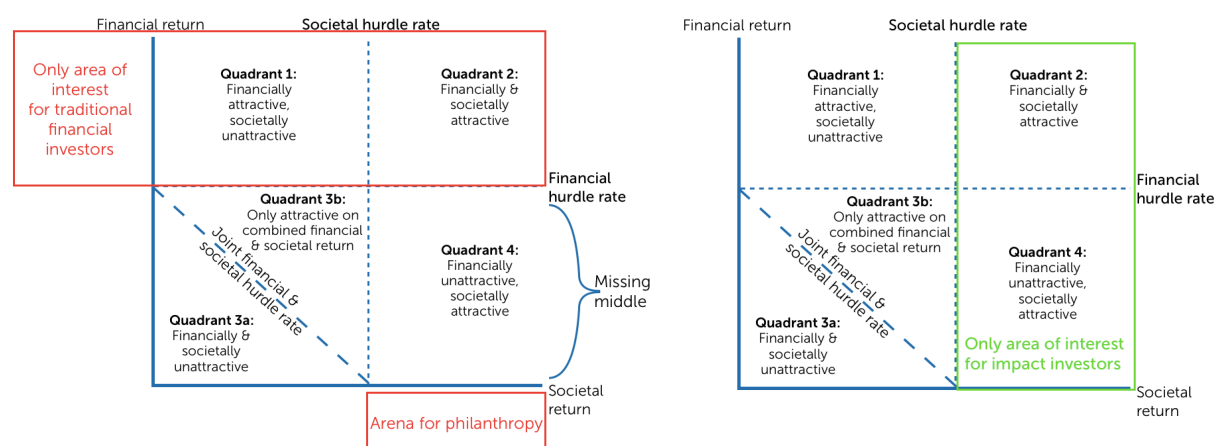 Financial return
Societal hurdle rate
Only area of
interest
for traditional
financial
investors
Quadrant 1:
Financially
attractive,
societally
unattractive
Quadrant 2:
Financially &
societally
attractive
Financial
hurdle rate
Quadrant 3b:
Only attractive on
combined financial
& societal return
Joint financial &
societal hurdle rate
Quadrant 4:
Financially
unattractive,
societally
attractive
Missing
middle
Quadrant 3a:
Financially &
societally
unattractive
Societal
return
Arena for philanthropy
Financial return
Societal hurdle rate
Quadrant 1:
Financially
attractive,
societally
unattractive
Quadrant 2:
Financially &
societally
attractive
Financial
hurdle rate
Quadrant 3b:
Only attractive on
combined financial
& societal return
Joint financial &
societal hurdle rate
Quadrant 4:
Financially
unattractive,
societally
attractive
Quadrant 3a:
Financially &
societally
unattractive
Only area of interest
for impact investors
Societal
return